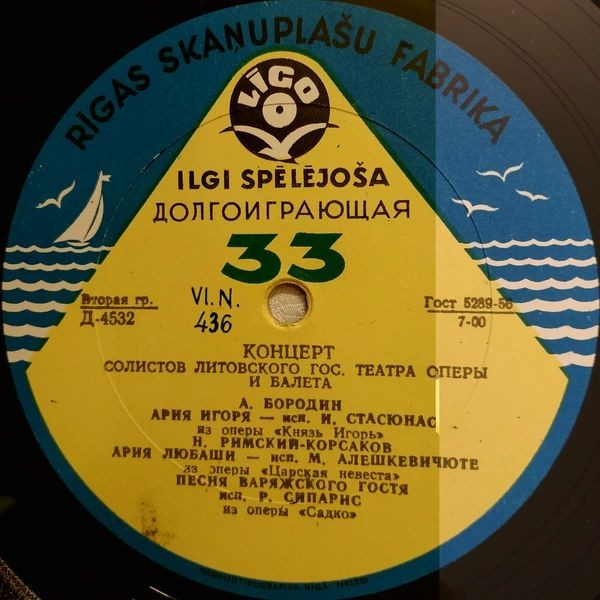 RĪGAS SKAŅUPLAŠU FABRIKA
LĪGO
ILGI SPĒLĒJOŠA
ДОЛГОИГРАЮЩАЯ
33
Вторая гр.
Д-4532
VI.N.
436
Гост 5289-56
7-00
КОНЦЕРТ
СОЛИСТОВ ЛИТОВСКОГО ГОС. ТЕАТРА ОПЕРЫ
И БАЛЕТА
А. БОРОДИН
АРИЯ ИГОРЯ — исп. И. СТАСЮНАС
из оперы «Князь Игорь»
Н. РИМСКИЙ-КОРСАКОВ
АРИЯ ЛЮБАШИ — исп. М. АЛЕШКЕВИЧЮТЕ
из оперы «Царская невеста»
ПЕСНЯ ВАРЯЖСКОГО ГОСТЯ
исп. Р. СИПАРИС
из оперы «Садко»